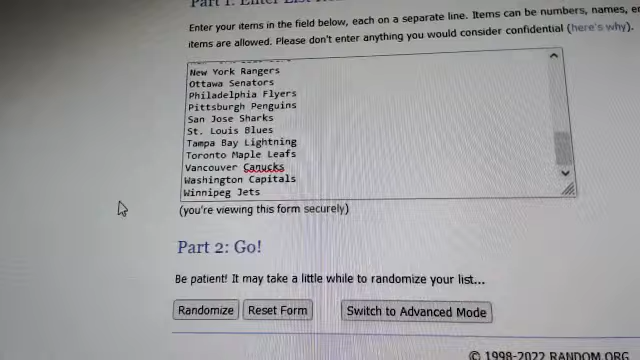 Part 1: Enter List
Enter your items in the field below, each on a separate line. Items can be numbers, names,
items are allowed. Please don't enter anything you would consider confidential (here's why).
New York Rangers
Ottawa Senators
Philadelphia Flyers
Pittsburgh Penguins
San Jose Sharks
St. Louis Blues
Tampa Bay Lightning
Toronto Maple Leafs
Vancouver Canucks
Washington Capitals
Winnipeg Jets
(you're viewing this form securely)
Part 2: Go!
Be patient! It may take a little while to randomize your list...
Randomize Reset Form Switch to Advanced Mode
© 1998-2022 RANDOM.ORG